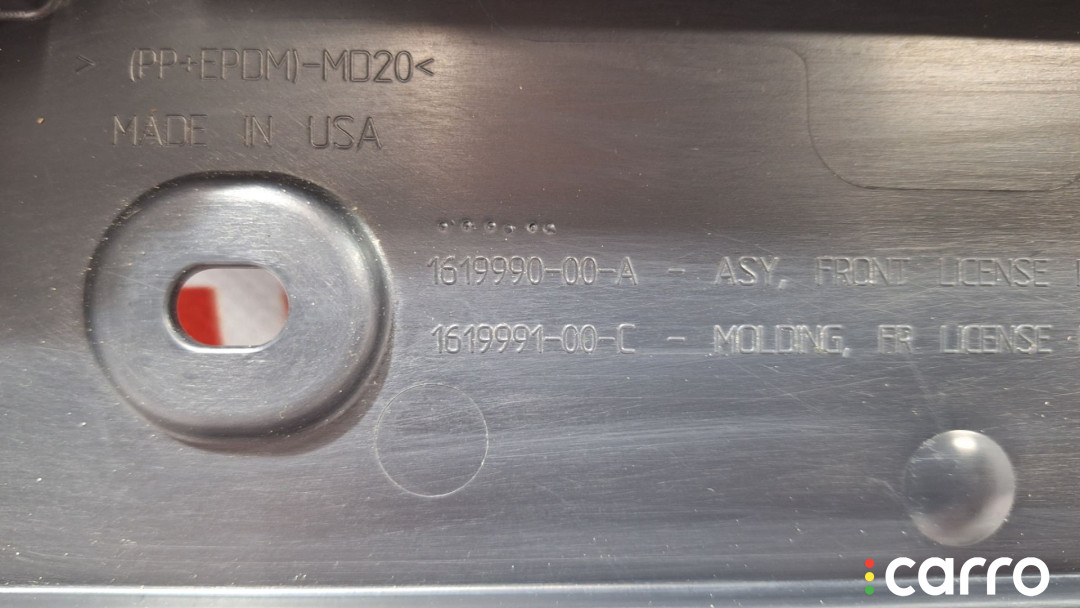 >(PP+EPDM)-MD20<
MADE IN USA
1619990-00-A - ASY, FRONT LICENSE
1619991-00-C - MOLDING, FR LICENSE
carro